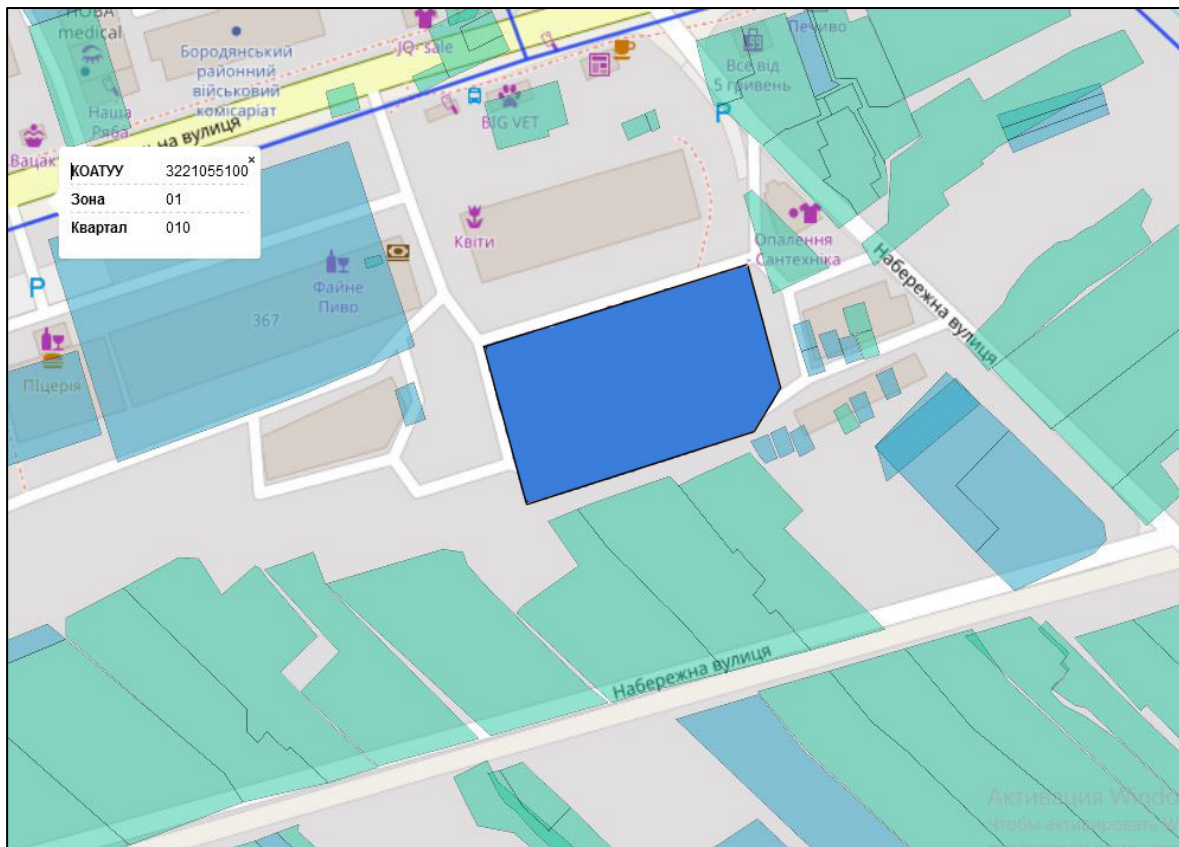 НОВА
medical
Бородянський
районний
військовий
комісаріат
JQ-sale
Печиво
Все від
5 гривень
Наша
Ряба
Вацак
на вулиця
BIG VET
P
КОАТУУ 3221055100
Зона 01
Квартал 010
×
Квіти
Опалення
- Сантехніка
Набережна вулиця
P
Файне
Пиво
367
Піцерія
Набережна вулиця
Активация Windo
Чтобы активировать W